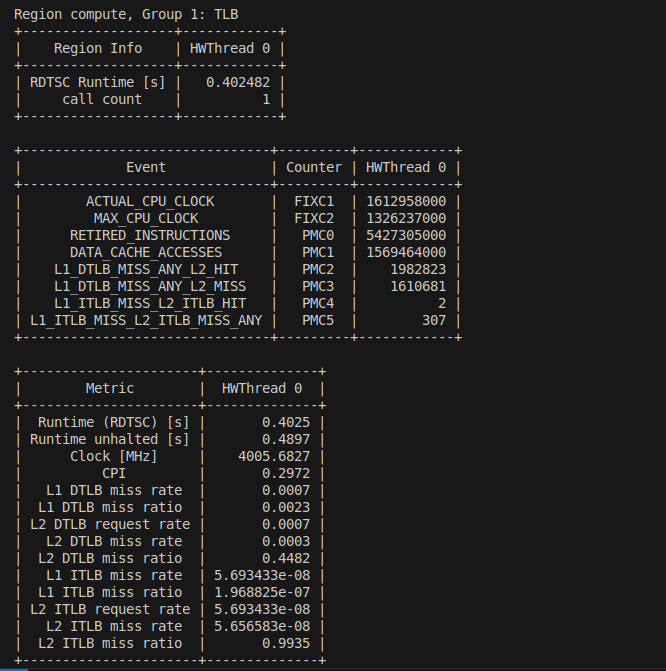 Region compute, Group 1: TLB
+-------------------+------------+
|    Region Info    | HWThread 0 |
+-------------------+------------+
| RDTSC Runtime [s] |   0.402482 |
|     call count    |          1 |
+-------------------+------------+
+------------------------------+---------+------------+
|             Event            | Counter | HWThread 0 |
+------------------------------+---------+------------+
|       ACTUAL_CPU_CLOCK       |  FIXC1  | 1612958000 |
|         MAX_CPU_CLOCK        |  FIXC2  | 1326237000 |
|     RETIRED_INSTRUCTIONS     |   PMC0  | 5427305000 |
|      DATA_CACHE_ACCESSES     |   PMC1  | 1569464000 |
|    L1_DTLB_MISS_ANY_L2_HIT   |   PMC2  |    1982823 |
|   L1_DTLB_MISS_ANY_L2_MISS   |   PMC3  |    1610681 |
|   L1_ITLB_MISS_L2_ITLB_HIT   |   PMC4  |          2 |
| L1_ITLB_MISS_L2_ITLB_MISS_ANY |   PMC5  |        307 |
+------------------------------+---------+------------+
+----------------------+--------------+
|        Metric        |  HWThread 0  |
+----------------------+--------------+
|  Runtime (RDTSC) [s] |       0.4025 |
| Runtime unhalted [s] |       0.4897 |
|      Clock [MHz]     |    4005.6827 |
|          CPI         |       0.2972 |
|   L1 DTLB miss rate  |       0.0007 |
|  L1 DTLB miss ratio  |       0.0023 |
| L2 DTLB request rate |       0.0007 |
|   L2 DTLB miss rate  |       0.0003 |
|  L2 DTLB miss ratio  |       0.4482 |
|   L1 ITLB miss rate  | 5.693433e-08 |
|  L1 ITLB miss ratio  | 1.968825e-07 |
| L2 ITLB request rate | 5.693433e-08 |
|   L2 ITLB miss rate  | 5.656583e-08 |
|  L2 ITLB miss ratio  |       0.9935 |
+----------------------+--------------+